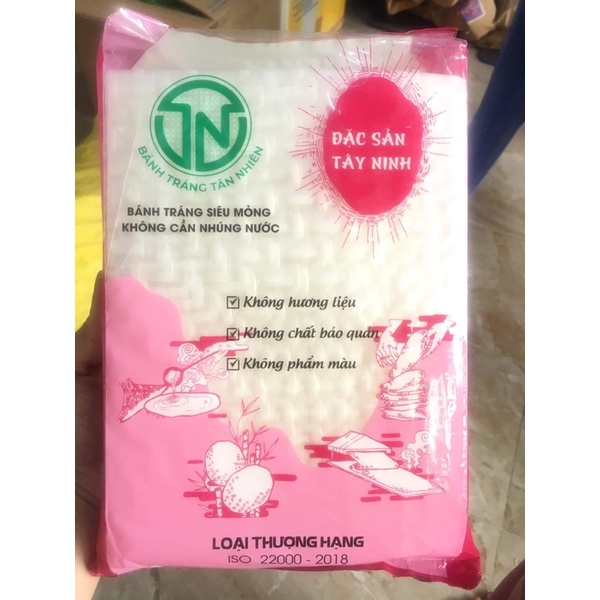 TN
BÁNH TRÁNG TÂN NHIÊN
ĐẶC SẢN
TÂY NINH
BÁNH TRÁNG SIÊU MỎNG
KHÔNG CẦN NHÚNG NƯỚC
Không hương liệu
Không chất bảo quản
Không phẩm màu
LOẠI THƯỢNG HẠNG
ISO 22000 - 2018